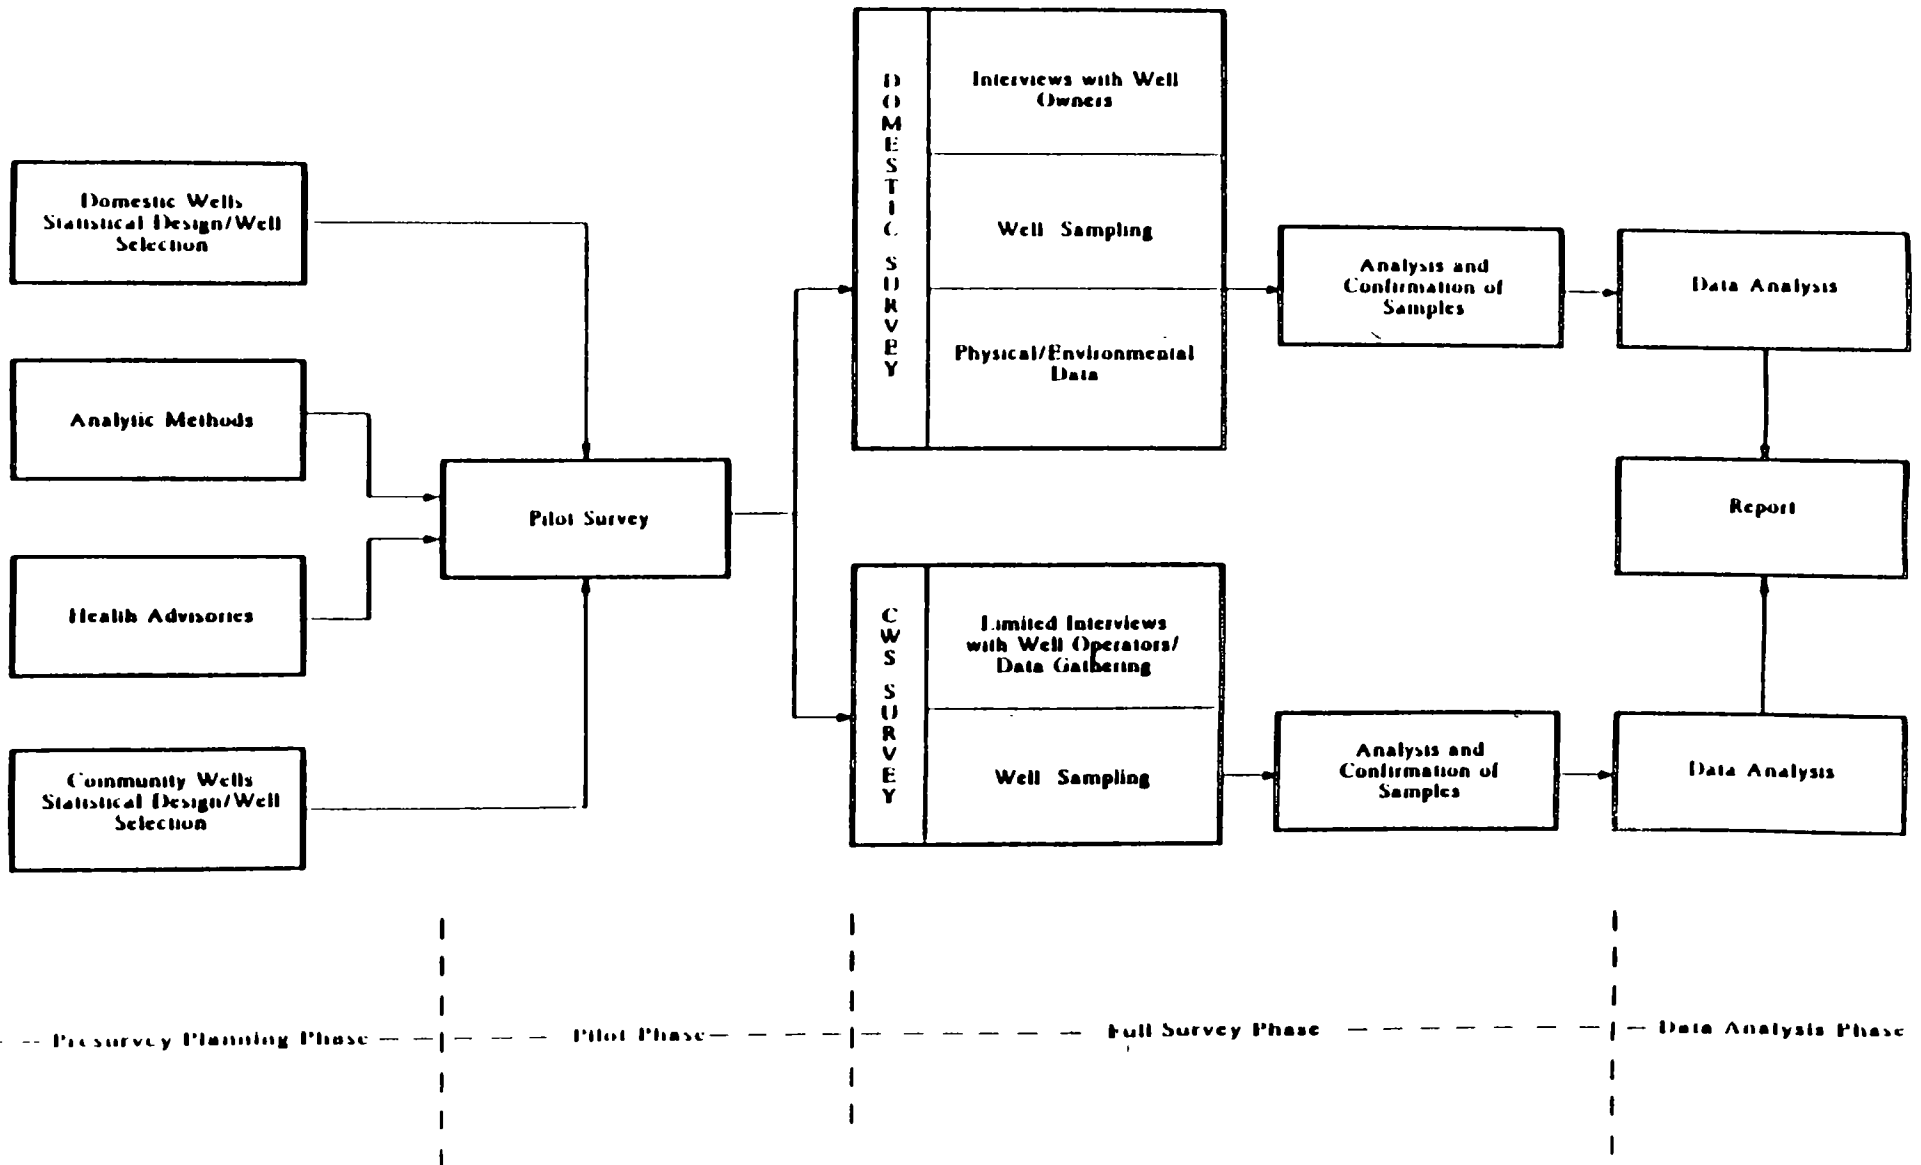 Domestic Wells
Statistical Design/Well
Selection
Analytic Methods
Health Advisories
Community Wells
Statistical Design/Well
Selection
Pilot Survey
DOMESTIC SURVEY
Interviews with Well
Owners
Well Sampling
Physical/Environmental
Data
CWS SURVEY
Limited Interviews
with Well Operators/
Data Gathering
Well Sampling
Analysis and
Confirmation of
Samples
Analysis and
Confirmation of
Samples
Data Analysis
Report
Data Analysis
Presurvey Planning Phase
Pilot Phase
Full Survey Phase
Data Analysis Phase